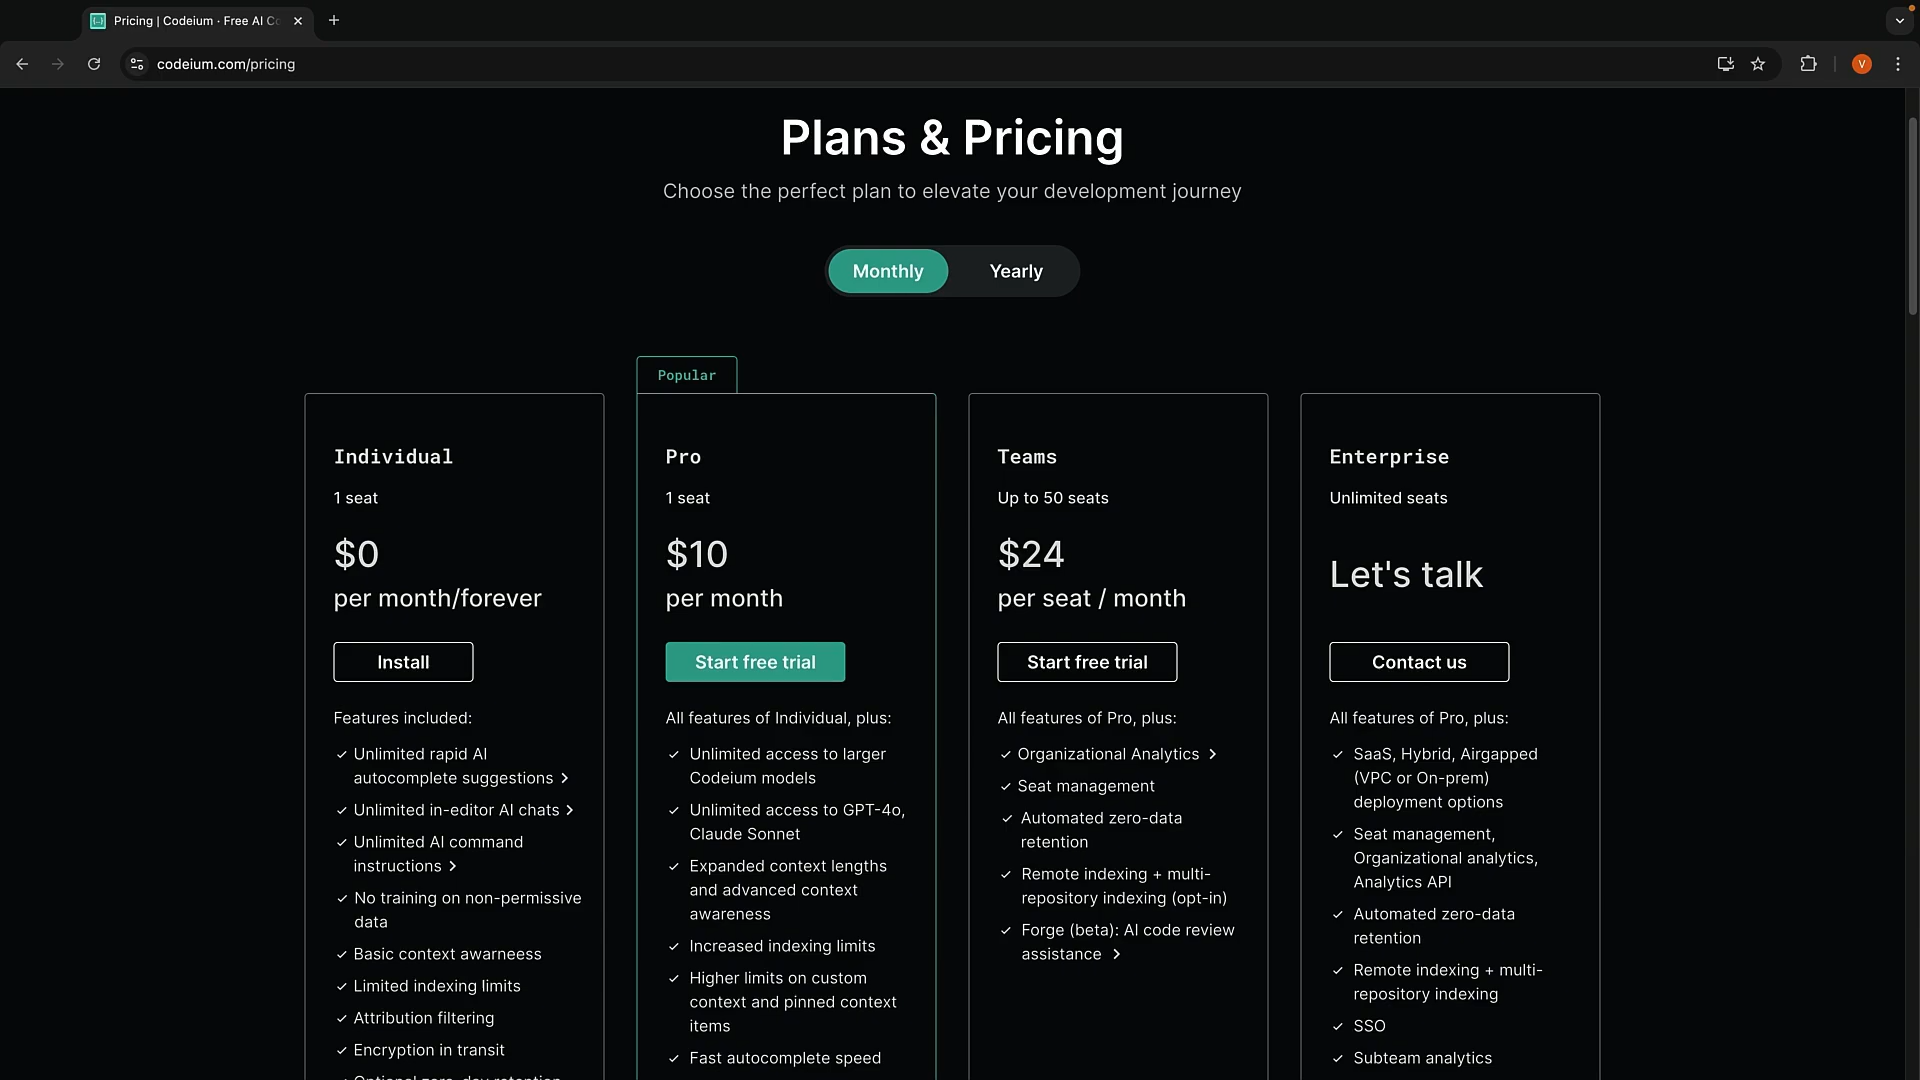 Pricing | Codeium · Free AI Co
codeium.com/pricing
V
Plans & Pricing
Choose the perfect plan to elevate your development journey
Monthly
Yearly
Popular
Individual
1 seat
$0
per month/forever
Install
Features included:
Unlimited rapid AI
autocomplete suggestions
Unlimited in-editor AI chats
Unlimited AI command
instructions
No training on non-permissive
data
Basic context awarneess
Limited indexing limits
Attribution filtering
Encryption in transit
Optional zero-day retention
Pro
1 seat
$10
per month
Start free trial
All features of Individual, plus:
Unlimited access to larger
Codeium models
Unlimited access to GPT-4o,
Claude Sonnet
Expanded context lengths
and advanced context
awareness
Increased indexing limits
Higher limits on custom
context and pinned context
items
Fast autocomplete speed
Teams
Up to 50 seats
$24
per seat / month
Start free trial
All features of Pro, plus:
Organizational Analytics
Seat management
Automated zero-data
retention
Remote indexing + multi-
repository indexing (opt-in)
Forge (beta): AI code review
assistance
Enterprise
Unlimited seats
Let's talk
Contact us
All features of Pro, plus:
SaaS, Hybrid, Airgapped
(VPC or On-prem)
deployment options
Seat management,
Organizational analytics,
Analytics API
Automated zero-data
retention
Remote indexing + multi-
repository indexing
SSO
Subteam analytics